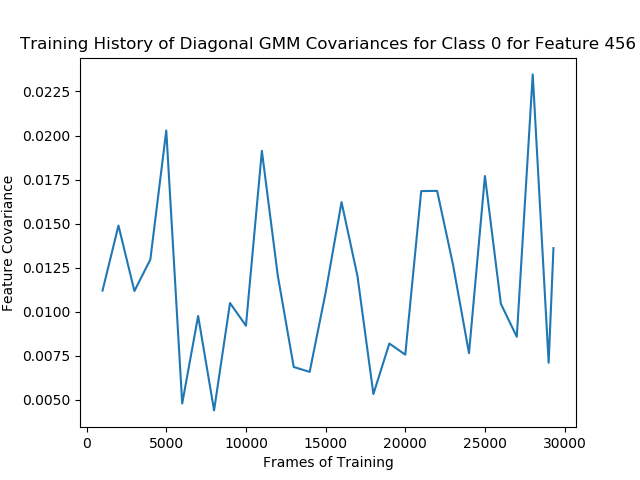 Training History of Diagonal GMM Covariances for Class 0 for Feature 456
0.0225
0.0200
0.0175
0.0150
0.0125
0.0100
0.0075
0.0050
Feature Covariance
0 5000 10000 15000 20000 25000 30000
Frames of Training